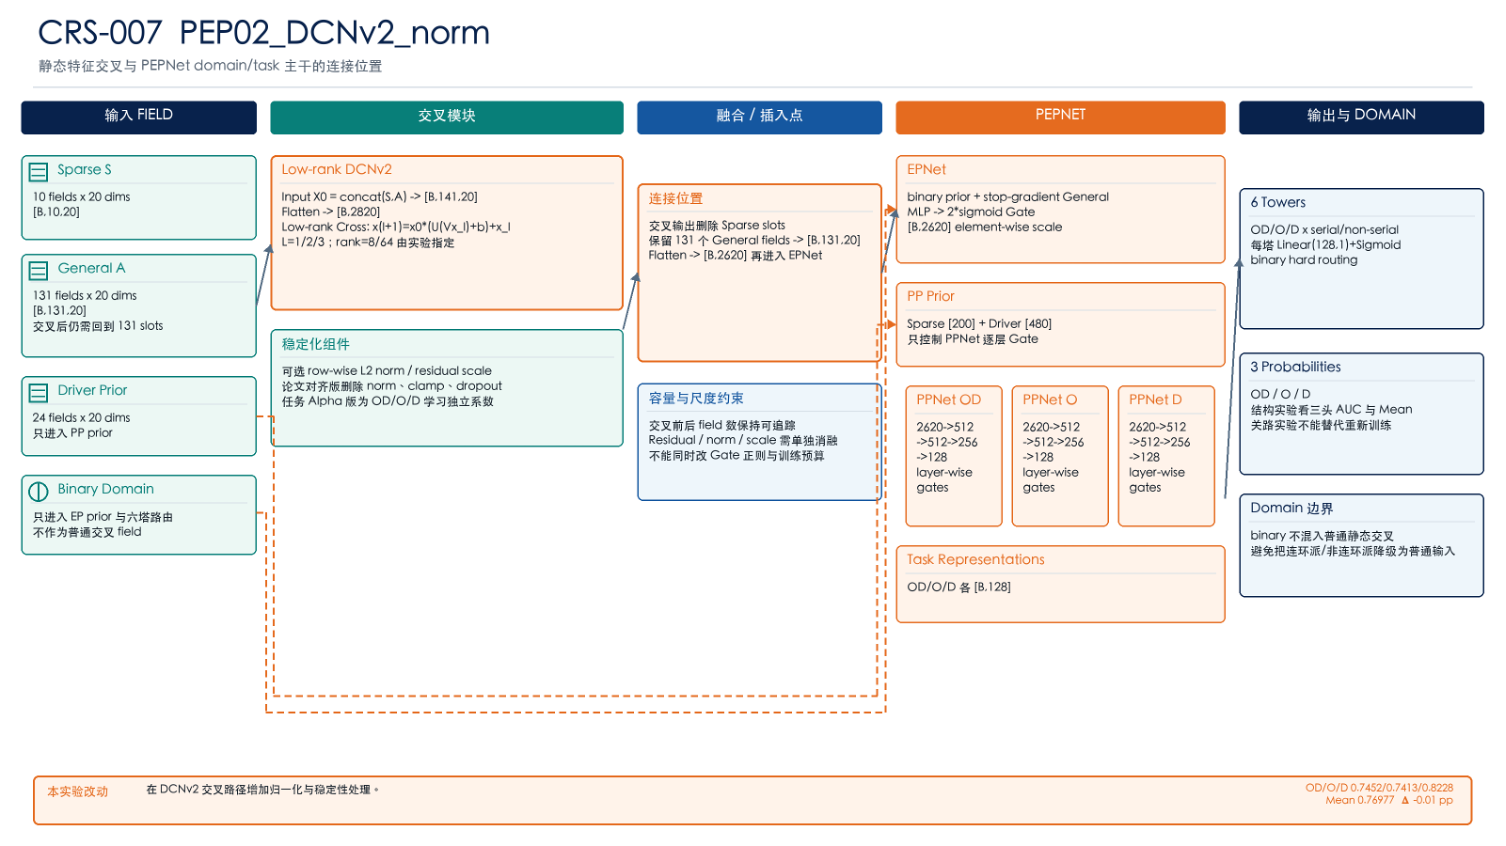 CRS-007 PEP02_DCNv2_norm
静态特征交叉与 PEPNet domain/task 主干的连接位置
输入 FIELD
Sparse S
10 fields x 20 dims
[B,10,20]
General A
131 fields x 20 dims
[B,131,20]
交叉后仍需回到 131 slots
Driver Prior
24 fields x 20 dims
只进入 PP prior
Binary Domain
只进入 EP prior 与六塔路由
不作为普通交叉 field
交叉模块
Low-rank DCNv2
Input X0 = concat(S,A) -> [B,141,20]
Flatten -> [B,2820]
Low-rank Cross: x(l+1)=x0*(U(Vx_l)+b)+x_l
L=1/2/3；rank=8/64 由实验指定
稳定化组件
可选 row-wise L2 norm / residual scale
论文对齐版删除 norm、clamp、dropout
任务 Alpha 版为 OD/O/D 学习独立系数
融合 / 插入点
连接位置
交叉输出删除 Sparse slots
保留 131 个 General fields -> [B,131,20]
Flatten -> [B,2620] 再进入 EPNet
容量与尺度约束
交叉前后 field 数保持可追踪
Residual / norm / scale 需单独消融
不能同时改 Gate 正则与训练预算
PEPNET
EPNet
binary prior + stop-gradient General
MLP -> 2*sigmoid Gate
[B,2620] element-wise scale
PP Prior
Sparse [200] + Driver [480]
只控制 PPNet 逐层 Gate
PPNet OD
2620->512
->512->256
->128
layer-wise
gates
PPNet O
2620->512
->512->256
->128
layer-wise
gates
PPNet D
2620->512
->512->256
->128
layer-wise
gates
Task Representations
OD/O/D 各 [B,128]
输出与 DOMAIN
6 Towers
OD/O/D x serial/non-serial
每塔 Linear(128,1)+Sigmoid
binary hard routing
3 Probabilities
OD / O / D
结构实验看三头 AUC 与 Mean
关路实验不能替代重新训练
Domain 边界
binary 不混入普通静态交叉
避免把连环派/非连环派降级为普通输入
本实验改动
在 DCNv2 交叉路径增加归一化与稳定性处理。
OD/O/D 0.7452/0.7413/0.8228
Mean 0.76977 Δ -0.01 pp